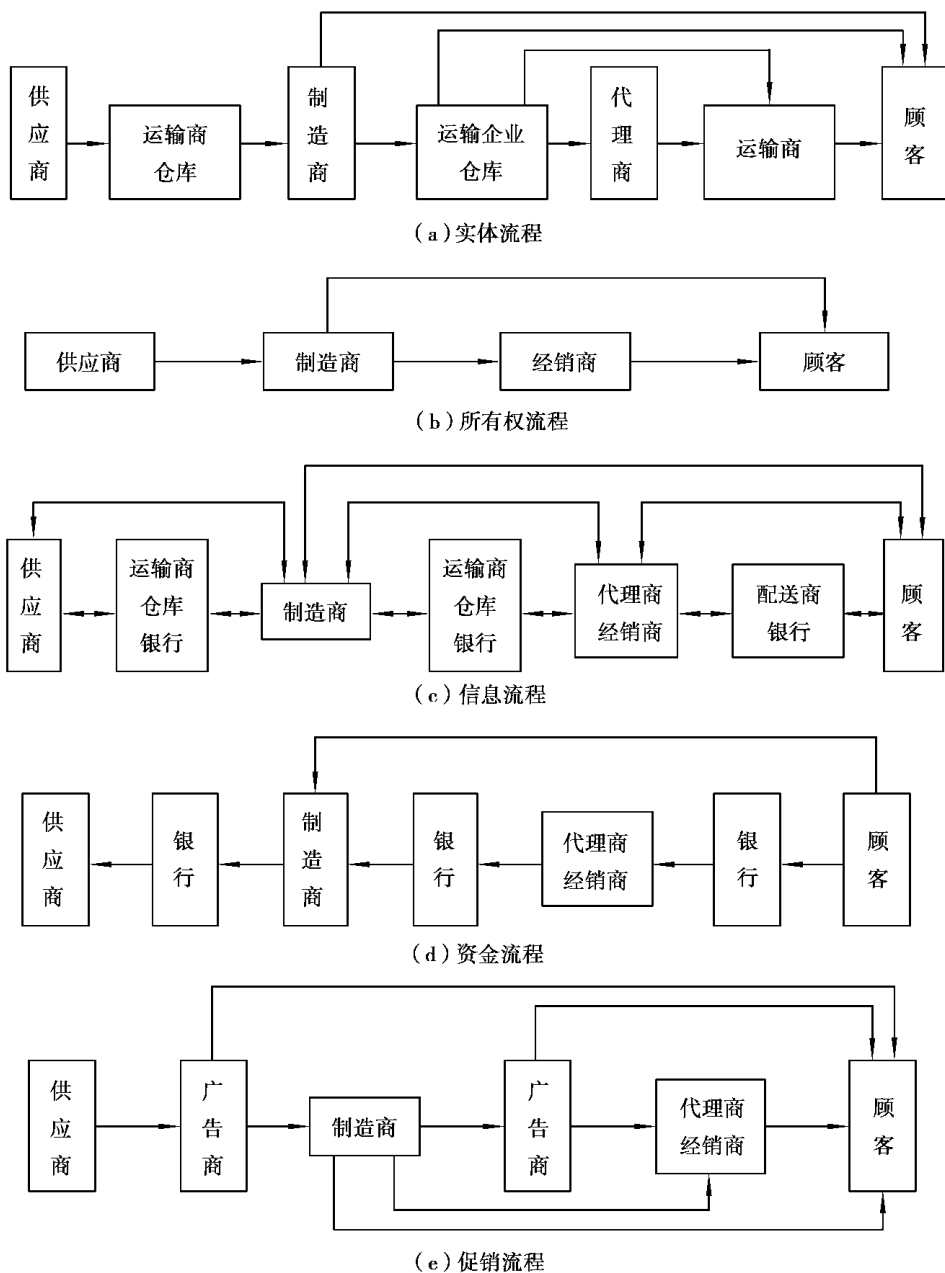 供应商
运输商
仓库
制造商
运输企业
仓库
代理商
运输商
顾客
（a）实体流程
供应商
制造商
经销商
顾客
（b）所有权流程
供应商
运输商
仓库
银行
制造商
运输商
仓库
银行
代理商
经销商
配送商
银行
顾客
（c）信息流程
供应商
银行
制造商
银行
代理商
经销商
银行
顾客
（d）资金流程
供应商
广告商
制造商
广告商
代理商
经销商
顾客
（e）促销流程